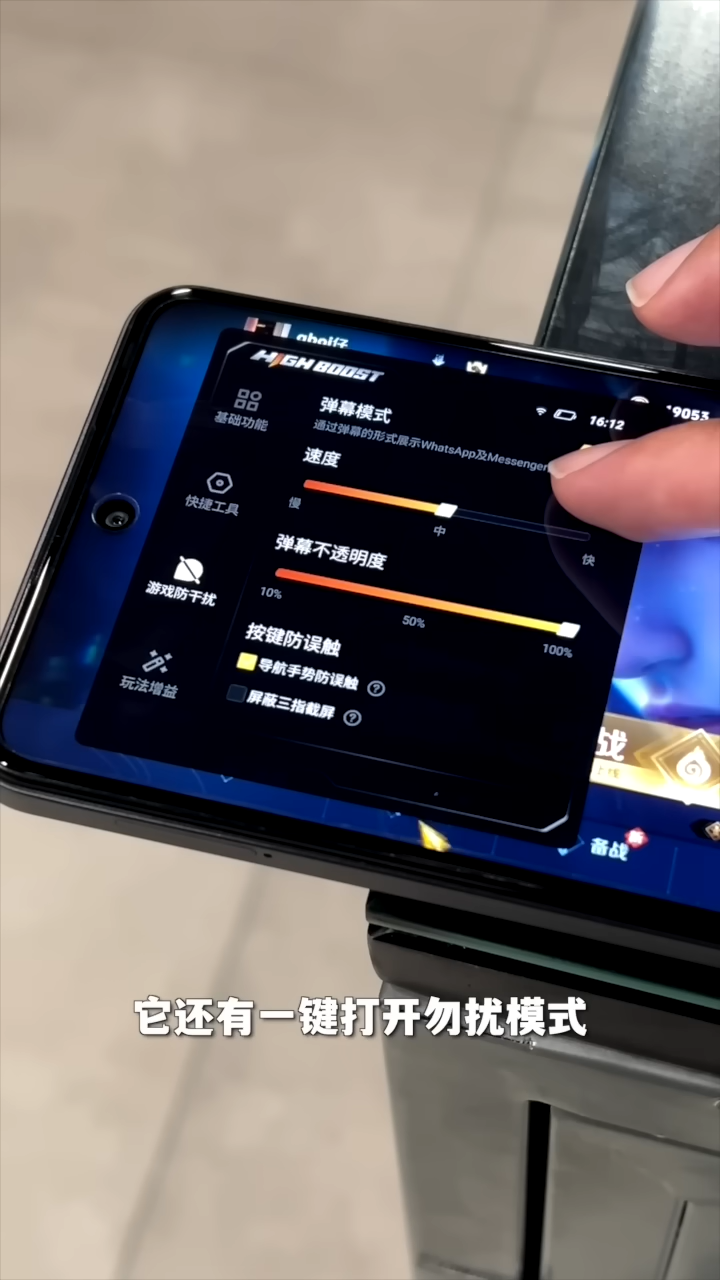 HIGH BOOST
19053
16:12
基础功能
快捷工具
游戏防干扰
玩法增益
弹幕模式
通过弹幕的形式展示WhatsApp及Messenger
速度
慢
中
快
弹幕不透明度
10%
50%
100%
按键防误触
导航手势防误触
屏蔽三指截屏
战
备战
它还有一键打开勿扰模式